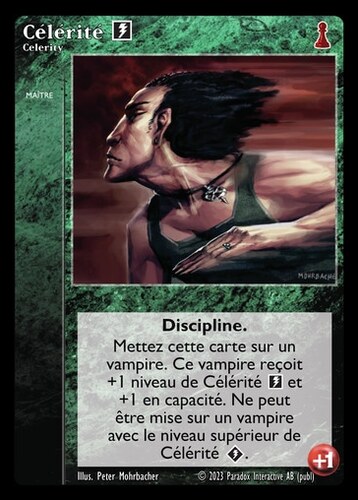 Célérite
Celerity
MAÎTRE
MOHRBACHER
Discipline.
Mettez cette carte sur un
vampire. Ce vampire reçoit
+1 niveau de Célérité et
+1 en capacité. Ne peut
être mise sur un vampire
avec le niveau supérieur de
Célérité .
+1
Illus. Peter Mohrbacher © 2023 Paradox Interactive AB (publ)